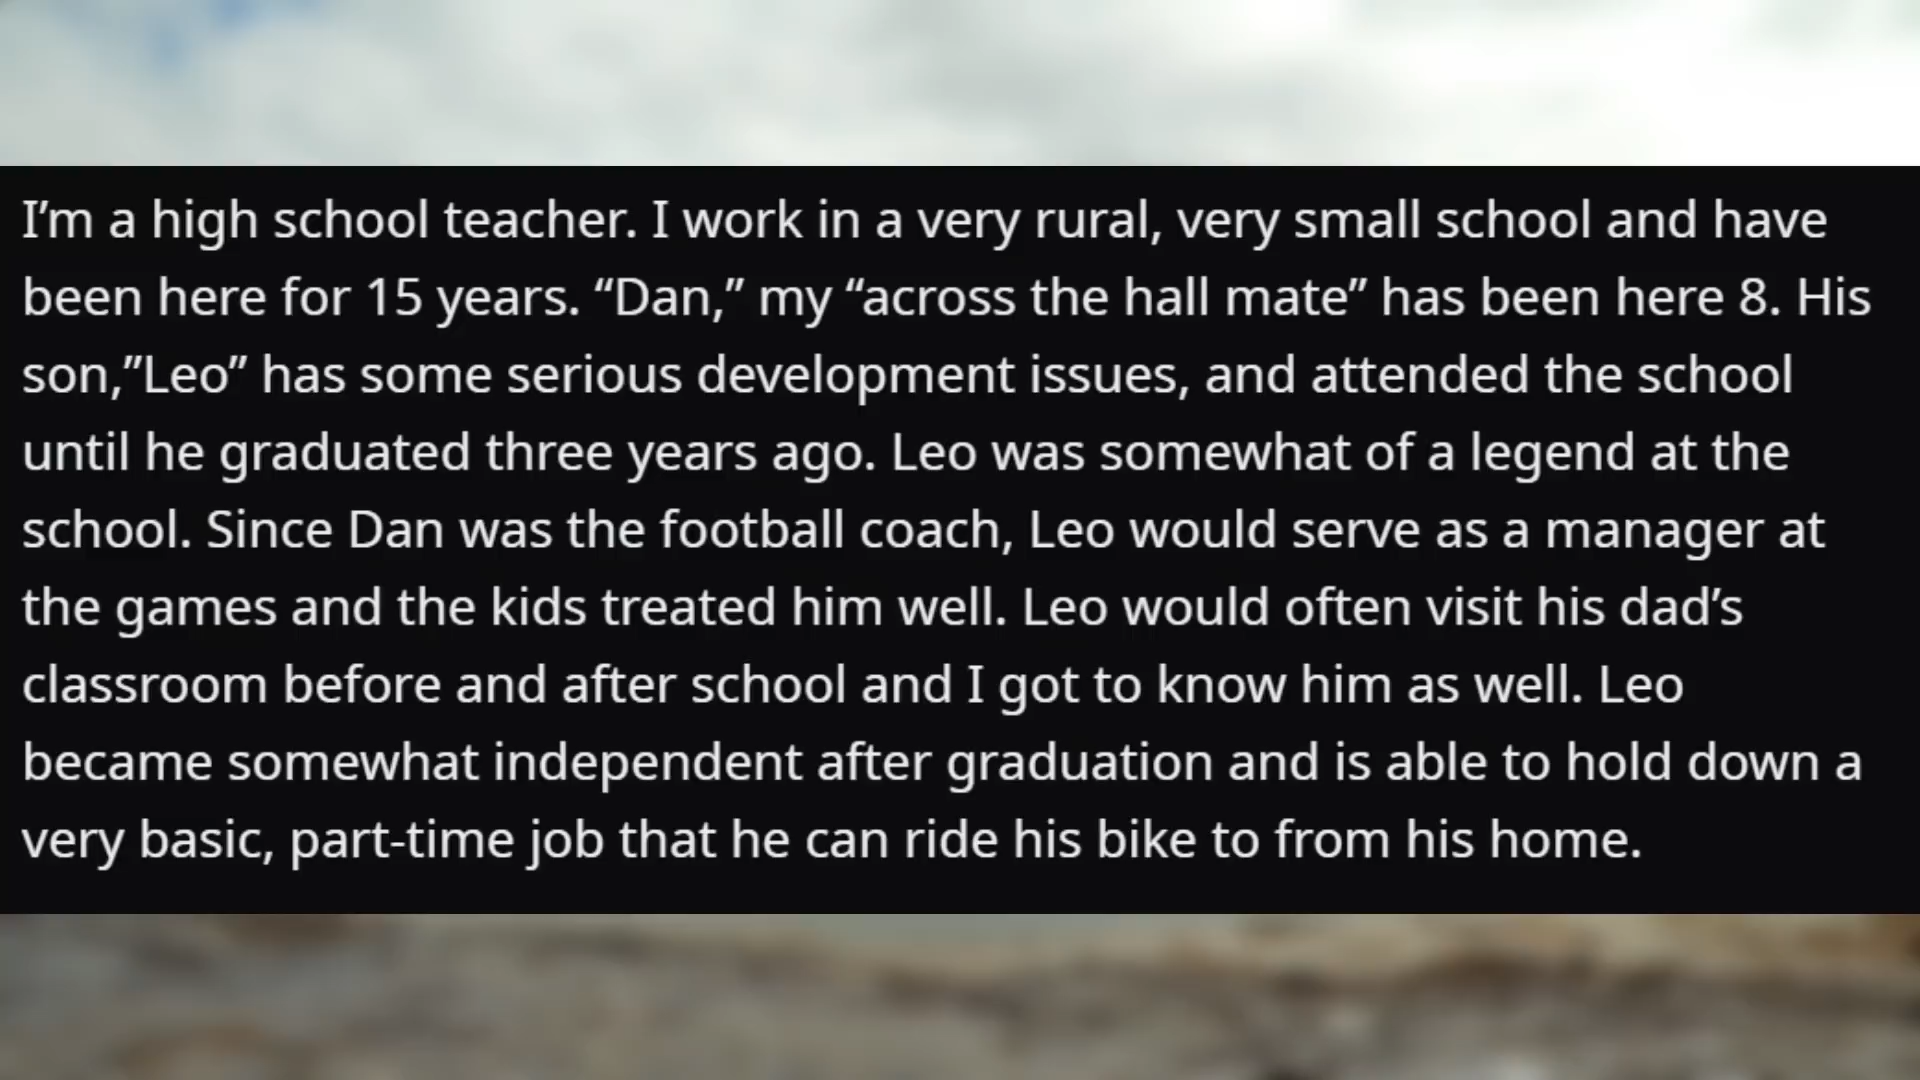 I’m a high school teacher. I work in a very rural, very small school and have
been here for 15 years. “Dan,” my “across the hall mate” has been here 8. His
son,”Leo” has some serious development issues, and attended the school
until he graduated three years ago. Leo was somewhat of a legend at the
school. Since Dan was the football coach, Leo would serve as a manager at
the games and the kids treated him well. Leo would often visit his dad’s
classroom before and after school and I got to know him as well. Leo
became somewhat independent after graduation and is able to hold down a
very basic, part-time job that he can ride his bike to from his home.